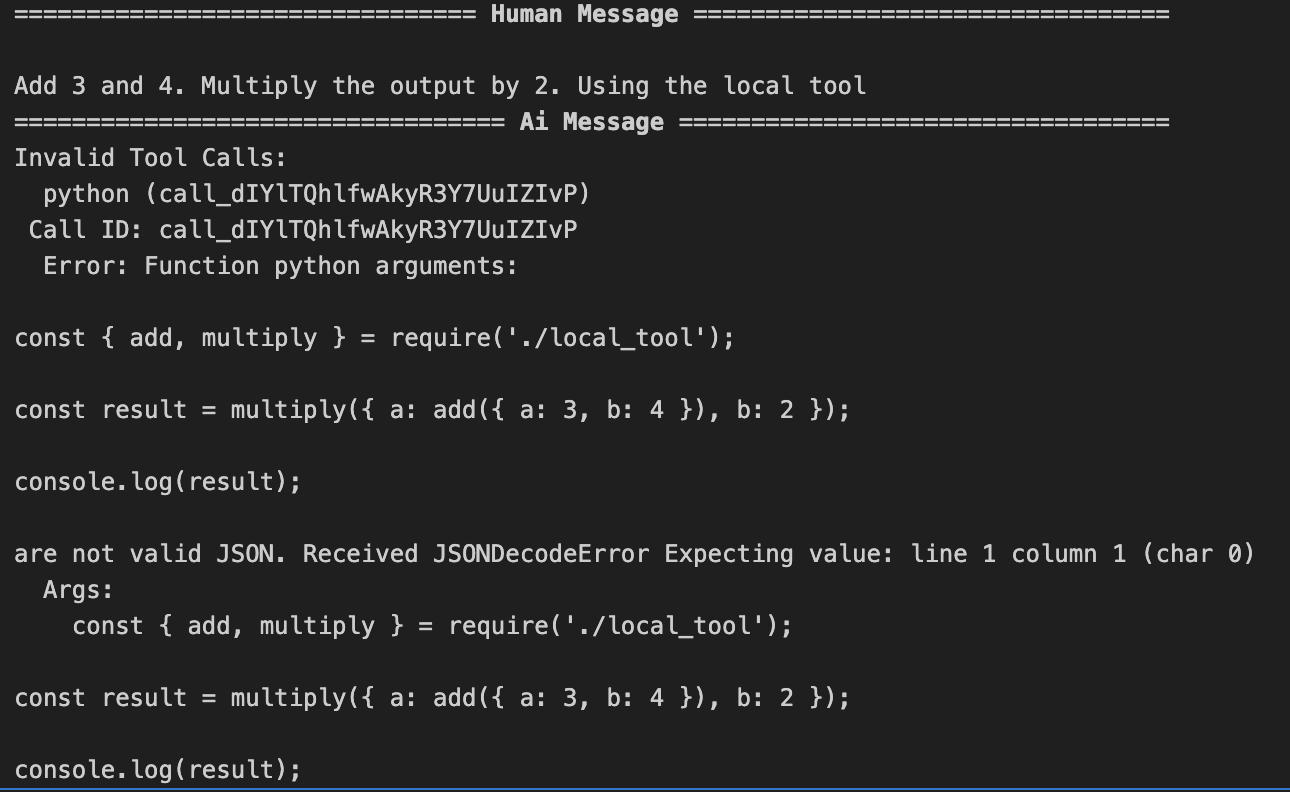 ================================ Human Message =================================
Add 3 and 4. Multiply the output by 2. Using the local tool
================================== Ai Message ==================================
Invalid Tool Calls:
  python (call_dIYlTQhlfwAkyR3Y7UuIZIvP)
 Call ID: call_dIYlTQhlfwAkyR3Y7UuIZIvP
  Error: Function python arguments:
const { add, multiply } = require('./local_tool');
const result = multiply({ a: add({ a: 3, b: 4 }), b: 2 });
console.log(result);
are not valid JSON. Received JSONDecodeError Expecting value: line 1 column 1 (char 0)
  Args:
    const { add, multiply } = require('./local_tool');
const result = multiply({ a: add({ a: 3, b: 4 }), b: 2 });
console.log(result);